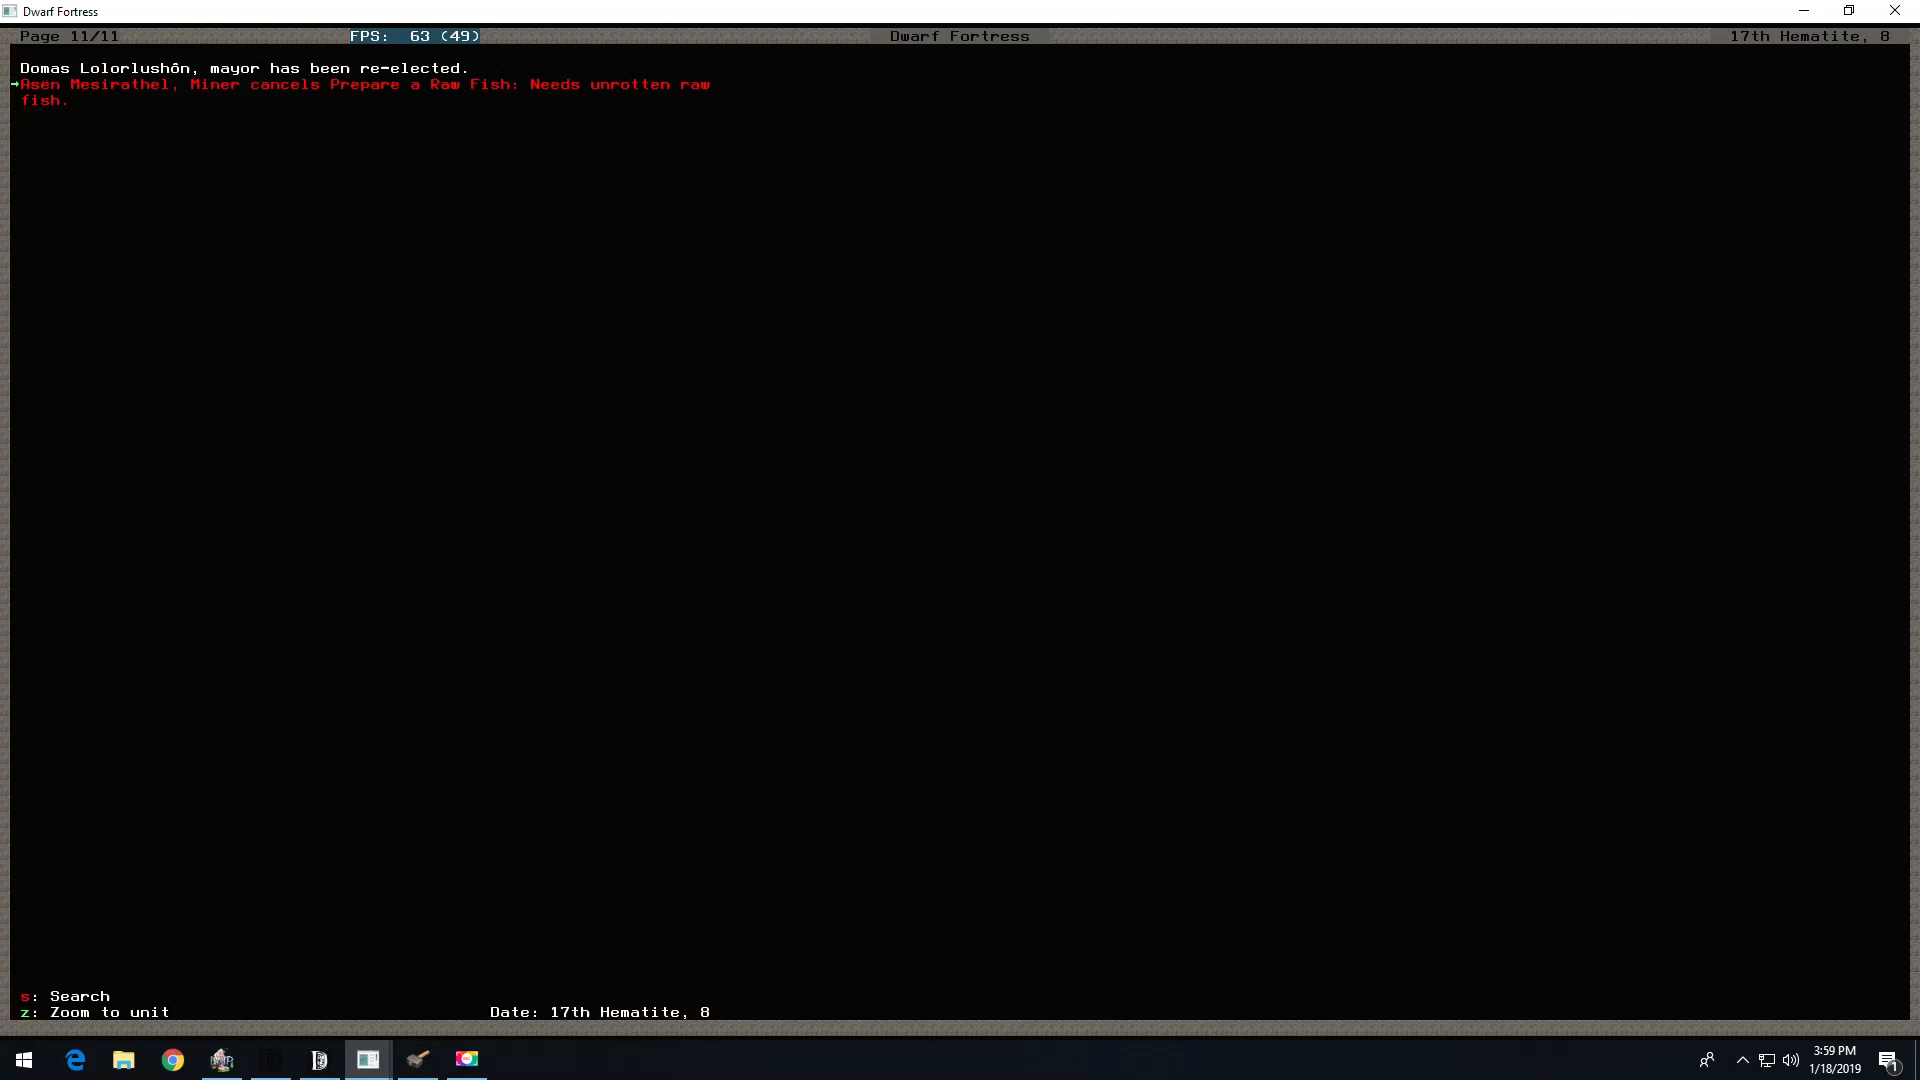 Dwarf Fortress
Page 11/11 FPS: 63 (49) Dwarf Fortress 17th Hematite, 8
Domas Lolorlushôn, mayor has been re-elected.
Asën Mesirathel, Miner cancels Prepare a Raw Fish: Needs unrotten raw
fish.
s: Search
z: Zoom to unit Date: 17th Hematite, 8
3:59 PM
1/18/2019
1